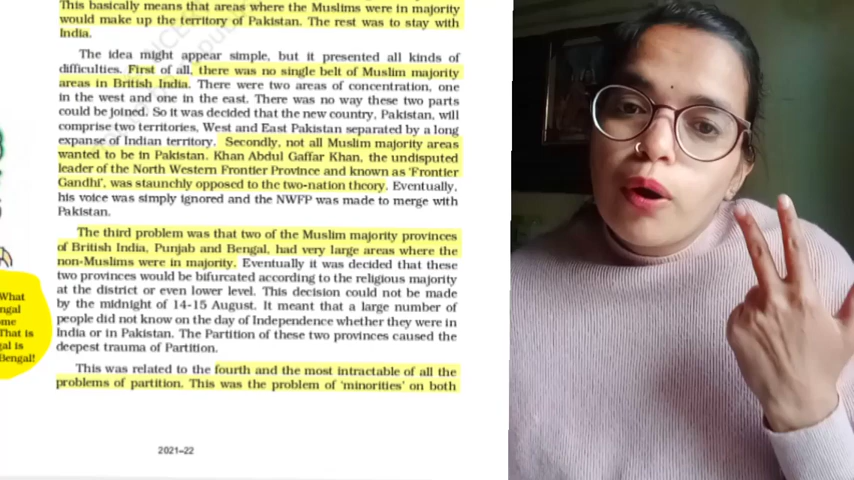 This basically means that areas where the Muslims were in majority
would make up the territory of Pakistan. The rest was to stay with
India.
The idea might appear simple, but it presented all kinds of
difficulties. First of all, there was no single belt of Muslim majority
areas in British India. There were two areas of concentration, one
in the west and one in the east. There was no way these two parts
could be joined. So it was decided that the new country, Pakistan, will
comprise two territories, West and East Pakistan separated by a long
expanse of Indian territory. Secondly, not all Muslim majority areas
wanted to be in Pakistan. Khan Abdul Gaffar Khan, the undisputed
leader of the North Western Frontier Province and known as ‘Frontier
Gandhi’, was staunchly opposed to the two-nation theory. Eventually,
his voice was simply ignored and the NWFP was made to merge with
Pakistan.
The third problem was that two of the Muslim majority provinces
of British India, Punjab and Bengal, had very large areas where the
non-Muslims were in majority. Eventually it was decided that these
two provinces would be bifurcated according to the religious majority
at the district or even lower level. This decision could not be made
by the midnight of 14-15 August. It meant that a large number of
people did not know on the day of Independence whether they were in
India or in Pakistan. The Partition of these two provinces caused the
deepest trauma of Partition.
This was related to the fourth and the most intractable of all the
problems of partition. This was the problem of ‘minorities’ on both
What
ngal
ome
That is
gal is
Bengal!
2021–22